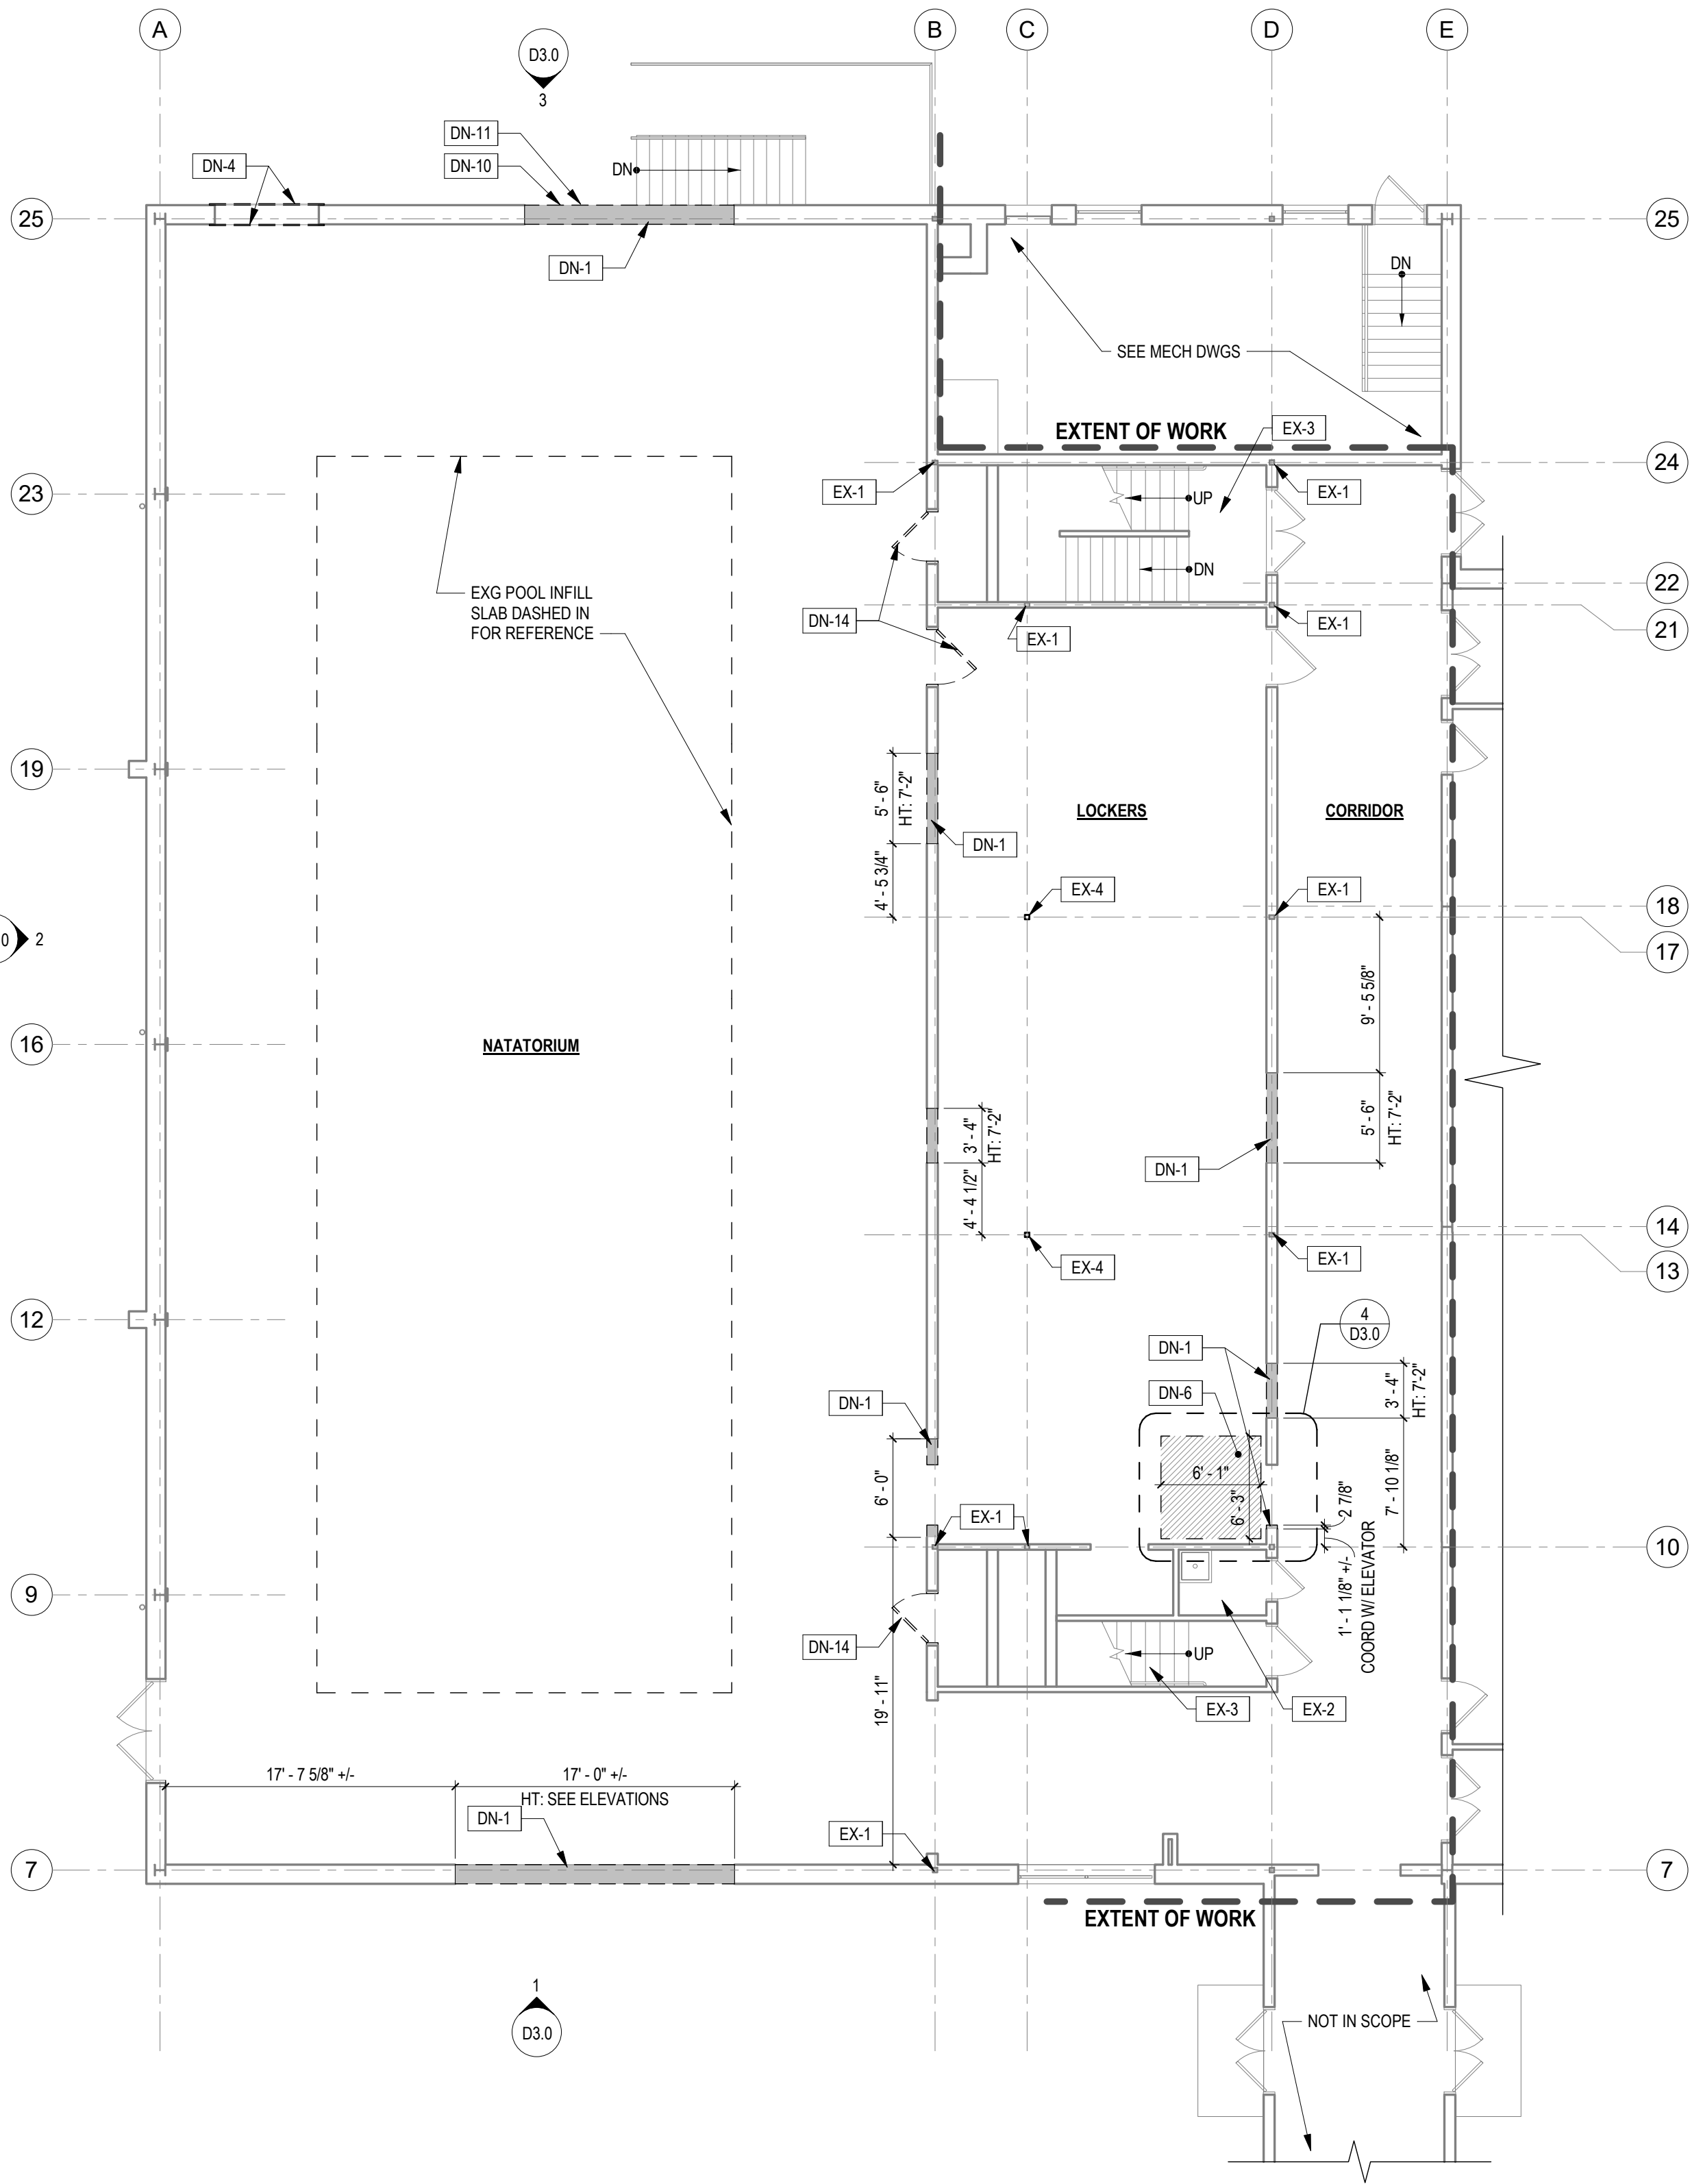 A
B
C
D
E
D3.0
3
DN-11
DN-10
DN-4
DN
25
25
DN-1
DN
SEE MECH DWGS
EXTENT OF WORK
EX-3
24
23
EX-1
UP
EX-1
DN
22
EXG POOL INFILL
SLAB DASHED IN
FOR REFERENCE
DN-14
EX-1
EX-1
21
19
5' - 6"
HT: 7'-2"
LOCKERS
CORRIDOR
DN-1
4' - 5 3/4"
EX-4
EX-1
18
17
0
2
9' - 5 5/8"
16
NATATORIUM
3' - 4"
HT: 7'-2"
5' - 6"
HT: 7'-2"
DN-1
4' - 4 1/2"
14
EX-4
EX-1
13
12
4
D3.0
DN-1
DN-6
DN-1
3' - 4"
HT: 7'-2"
6' - 1"
6' - 3"
6' - 0"
7' - 10 1/8"
2 7/8"
EX-1
10
9
1' - 1 1/8" +/-
COORD W/ ELEVATOR
DN-14
UP
19' - 11"
EX-3
EX-2
17' - 7 5/8" +/-
17' - 0" +/-
HT: SEE ELEVATIONS
DN-1
EX-1
7
7
EXTENT OF WORK
1
D3.0
NOT IN SCOPE